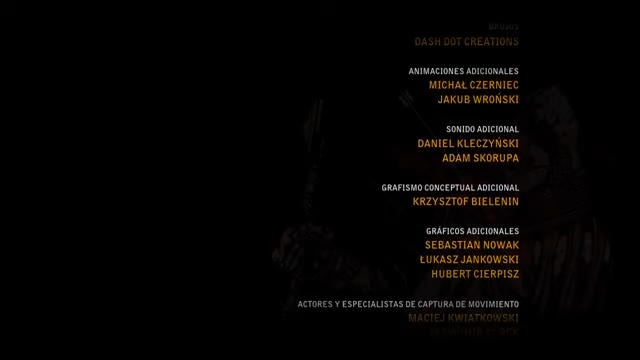 DASH DOT CREATIONS
ANIMACIONES ADICIONALES
MICHAŁ CZERNIEC
JAKUB WROŃSKI
SONIDO ADICIONAL
DANIEL KLECZYŃSKI
ADAM SKORUPA
GRAFISMO CONCEPTUAL ADICIONAL
KRZYSZTOF BIELENIN
GRÁFICOS ADICIONALES
SEBASTIAN NOWAK
ŁUKASZ JANKOWSKI
HUBERT CIERPISZ
ACTORES Y ESPECIALISTAS DE CAPTURA DE MOVIMIENTO
MACIEJ KWIATKOWSKI